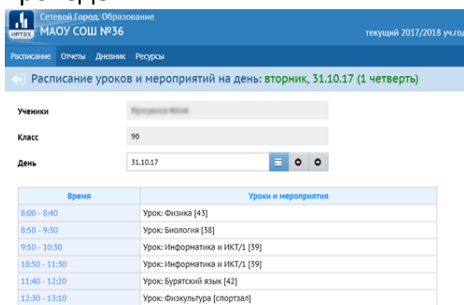 Сетевой Город. Образование
ИРТЕХ МАОУ СОШ №36
текущий 2017/2018 уч.год
Расписание Отчеты Дневник Ресурсы
Расписание уроков и мероприятий на день: вторник, 31.10.17 (1 четверть)
Ученики
Класс 9б
День 31.10.17
Время Уроки и мероприятия
8:00 - 8:40 Урок: Физика [43]
8:50 - 9:30 Урок: Биология [38]
9:50 - 10:30 Урок: Информатика и ИКТ/1 [39]
10:50 - 11:30 Урок: Информатика и ИКТ/1 [39]
11:40 - 12:20 Урок: Бурятский язык [42]
12:30 - 13:10 Урок: Физкультура [спортзал]